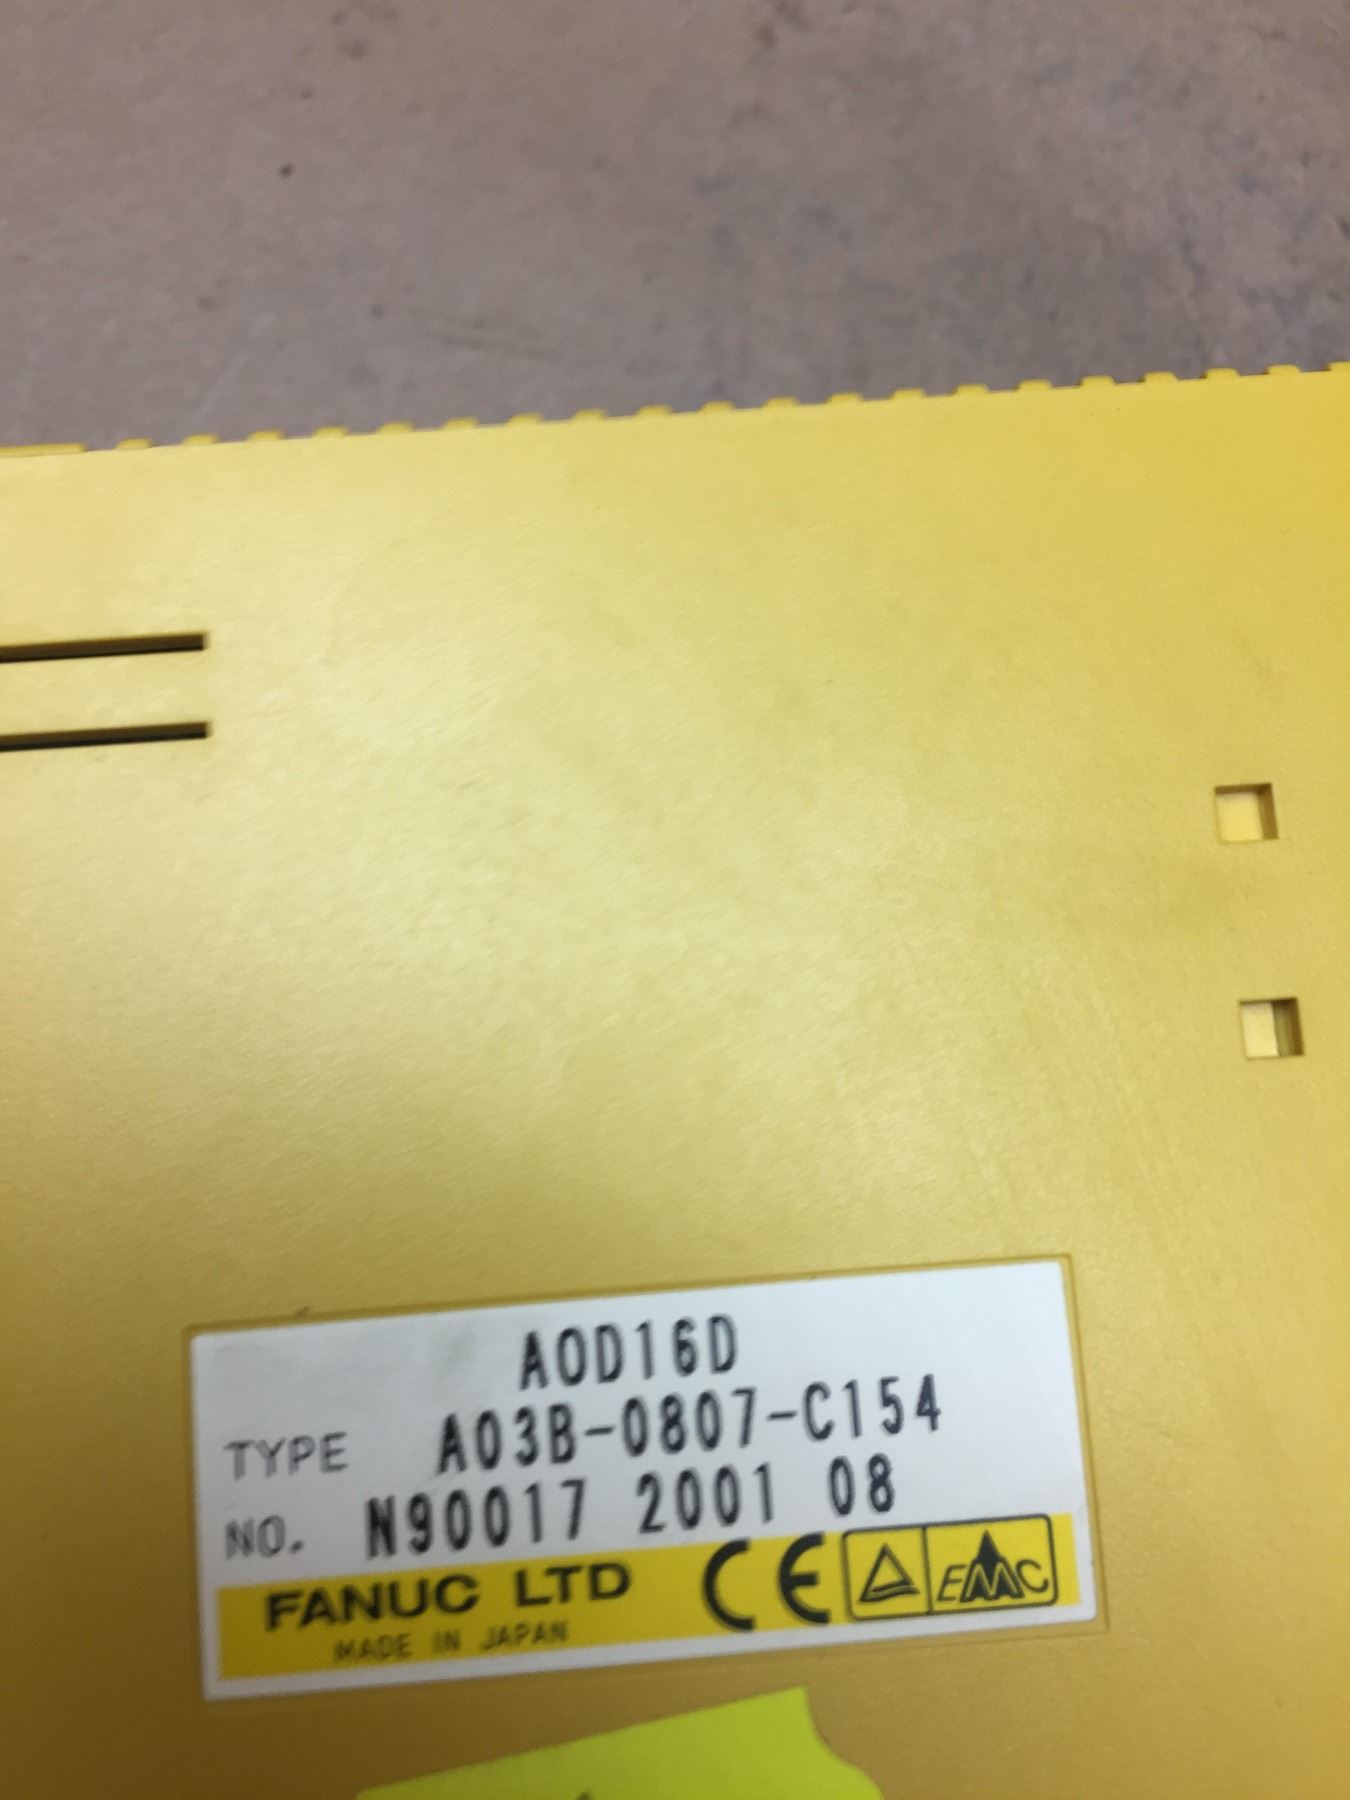 AOD16D
TYPE A03B-0807-C154
NO. N90017 2001 08
FANUC LTD CE EMC
MADE IN JAPAN